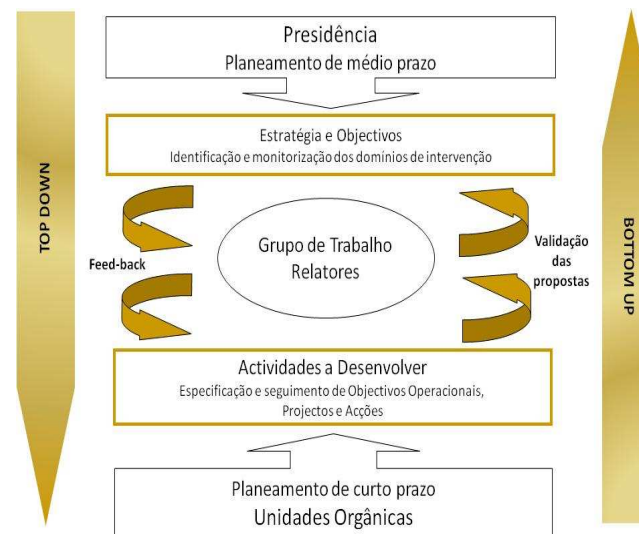 Presidência
Planeamento de médio prazo
Estratégia e Objectivos
Identificação e monitorização dos domínios de intervenção
TOP DOWN
BOTTOM UP
Grupo de Trabalho
Relatores
Feed-back
Validação
das
propostas
Actividades a Desenvolver
Especificação e seguimento de Objectivos Operacionais,
Projectos e Acções
Planeamento de curto prazo
Unidades Orgânicas